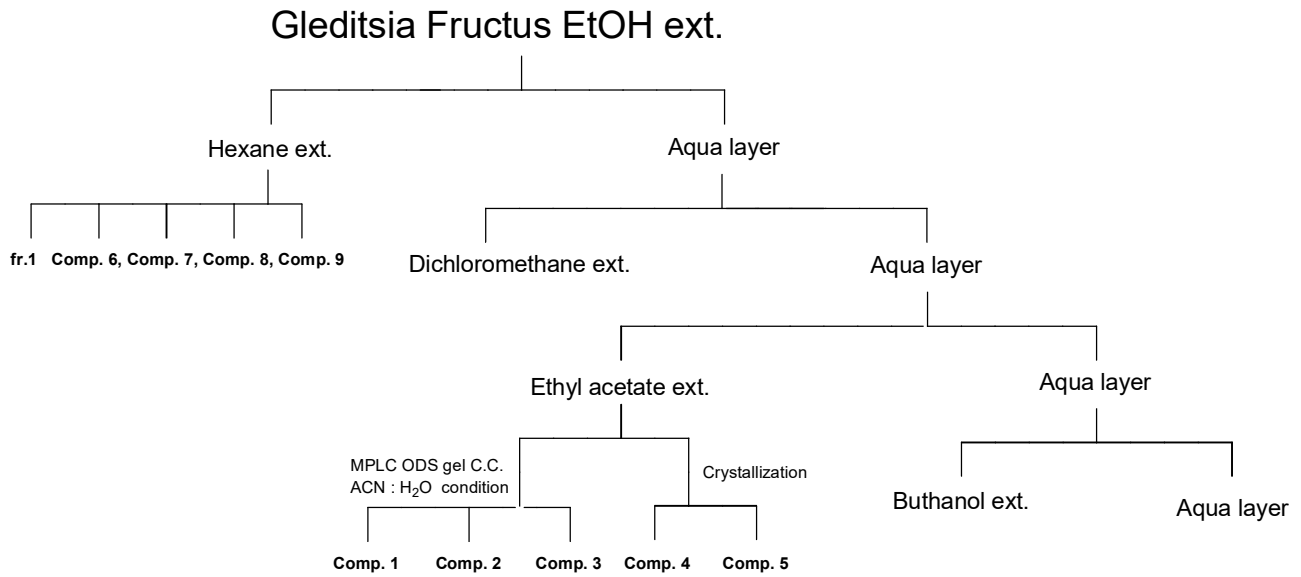 Gleditsia Fructus EtOH ext.
Hexane ext.
Aqua layer
fr.1 Comp. 6, Comp. 7, Comp. 8, Comp. 9
Dichloromethane ext.
Aqua layer
Ethyl acetate ext.
Aqua layer
MPLC ODS gel C.C.
ACN : H₂O condition
Crystallization
Buthanol ext.
Aqua layer
Comp. 1 Comp. 2 Comp. 3 Comp. 4 Comp. 5